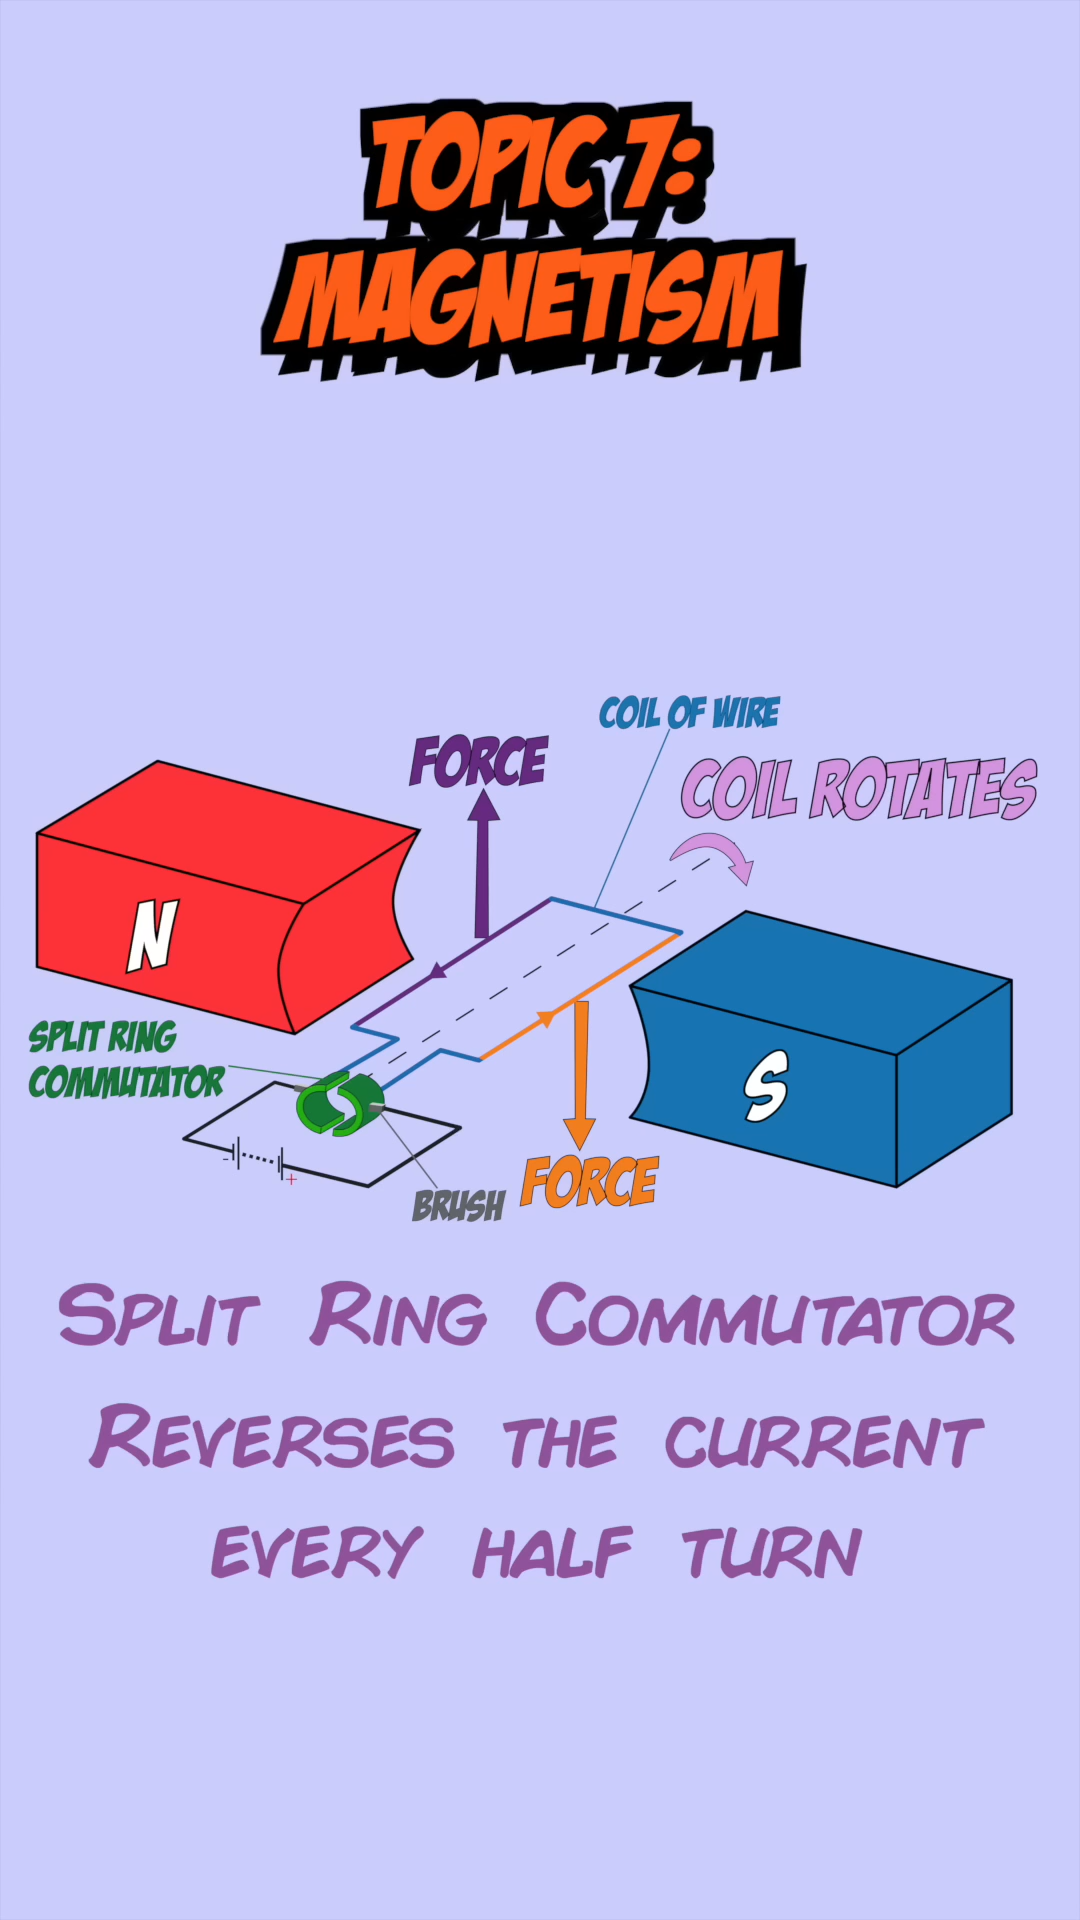 TOPIC 7:
MAGNETISM
COIL OF WIRE
FORCE
COIL ROTATES
N
S
SPLIT RING
COMMUTATOR
-
+
BRUSH
FORCE
SPLIT RING COMMUTATOR
REVERSES THE CURRENT
EVERY HALF TURN